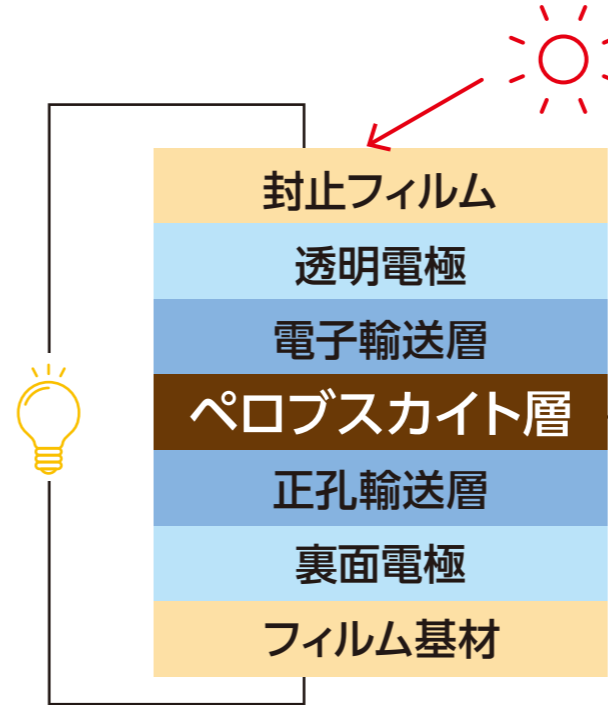 封止フィルム
透明電極
電子輸送層
ペロブスカイト層
正孔輸送層
裏面電極
フィルム基材